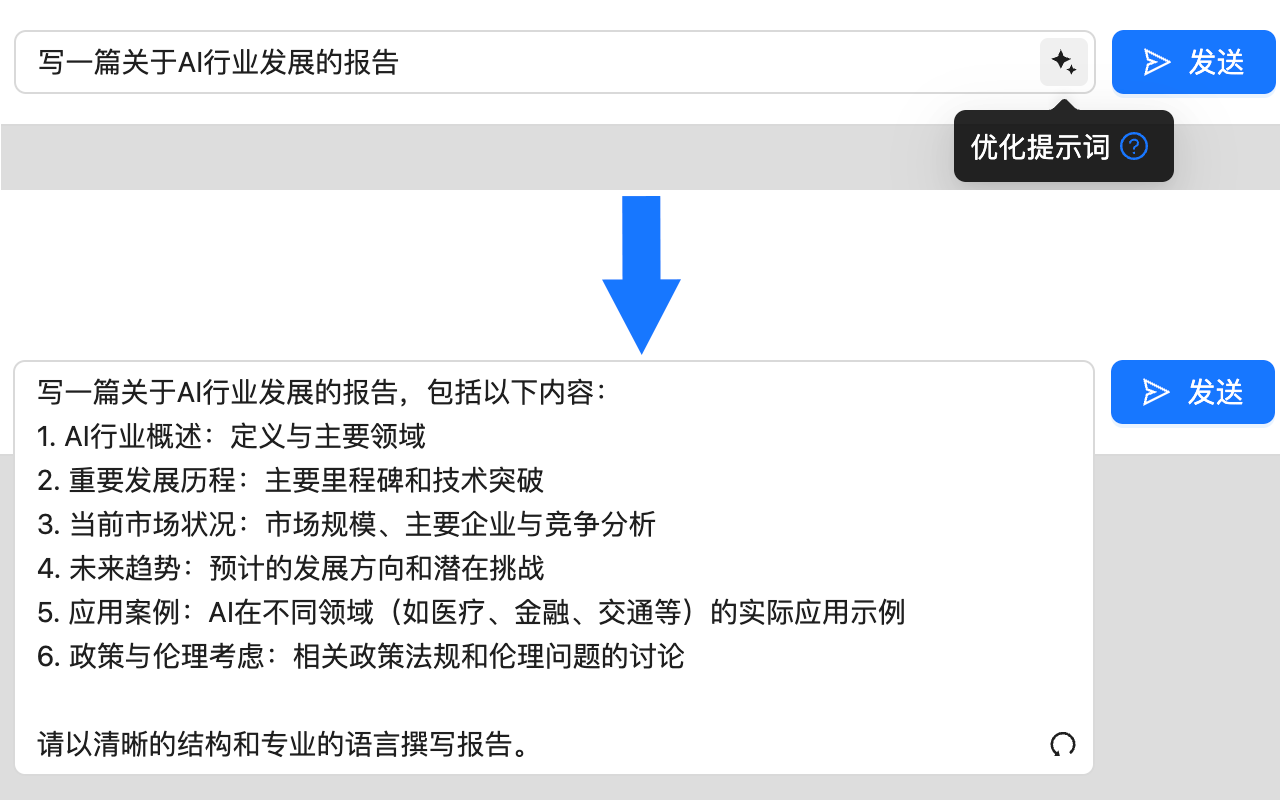 写一篇关于AI行业发展的报告
发送
优化提示词 ?
写一篇关于AI行业发展的报告，包括以下内容：
发送
1. AI行业概述：定义与主要领域
2. 重要发展历程：主要里程碑和技术突破
3. 当前市场状况：市场规模、主要企业与竞争分析
4. 未来趋势：预计的发展方向和潜在挑战
5. 应用案例：AI在不同领域（如医疗、金融、交通等）的实际应用示例
6. 政策与伦理考虑：相关政策法规和伦理问题的讨论
请以清晰的结构和专业的语言撰写报告。